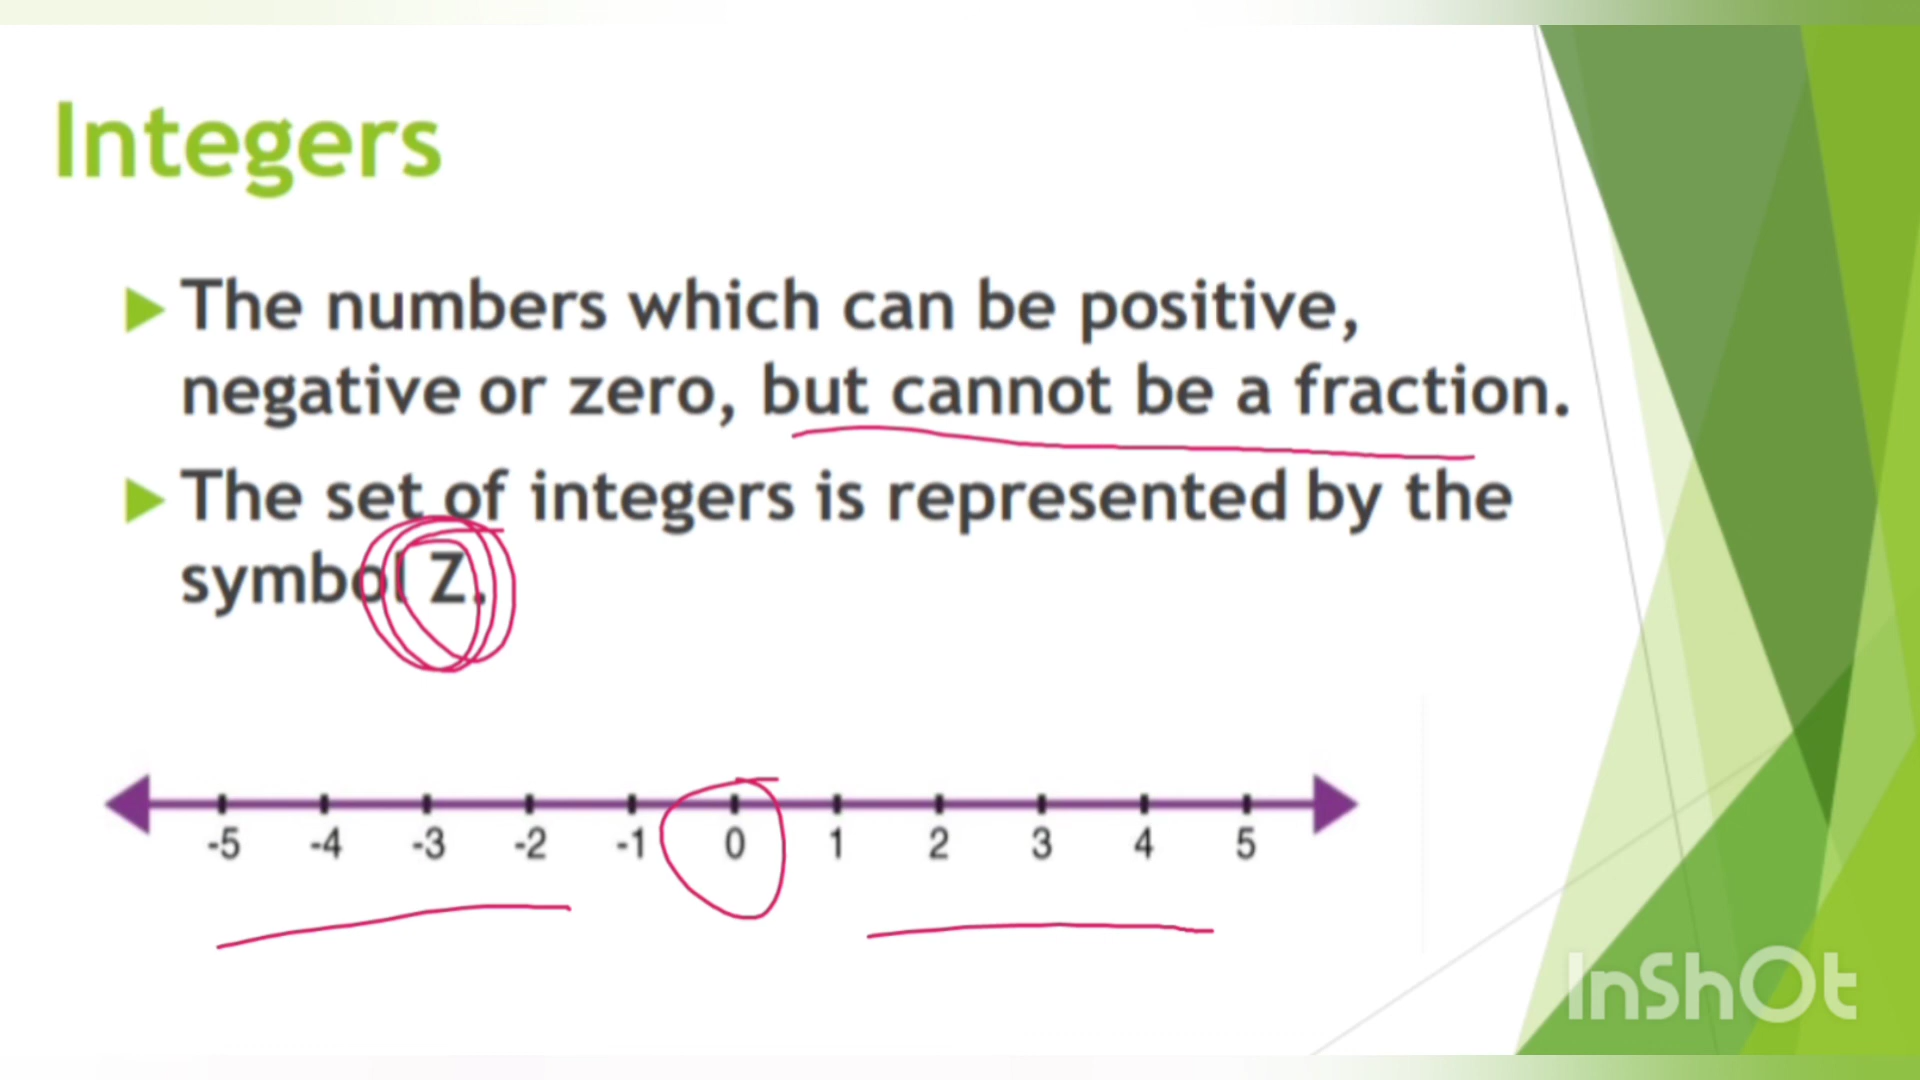 Integers
The numbers which can be positive,
negative or zero, but cannot be a fraction.
The set of integers is represented by the
symbol Z.
-5 -4 -3 -2 -1 0 1 2 3 4 5
InShOt